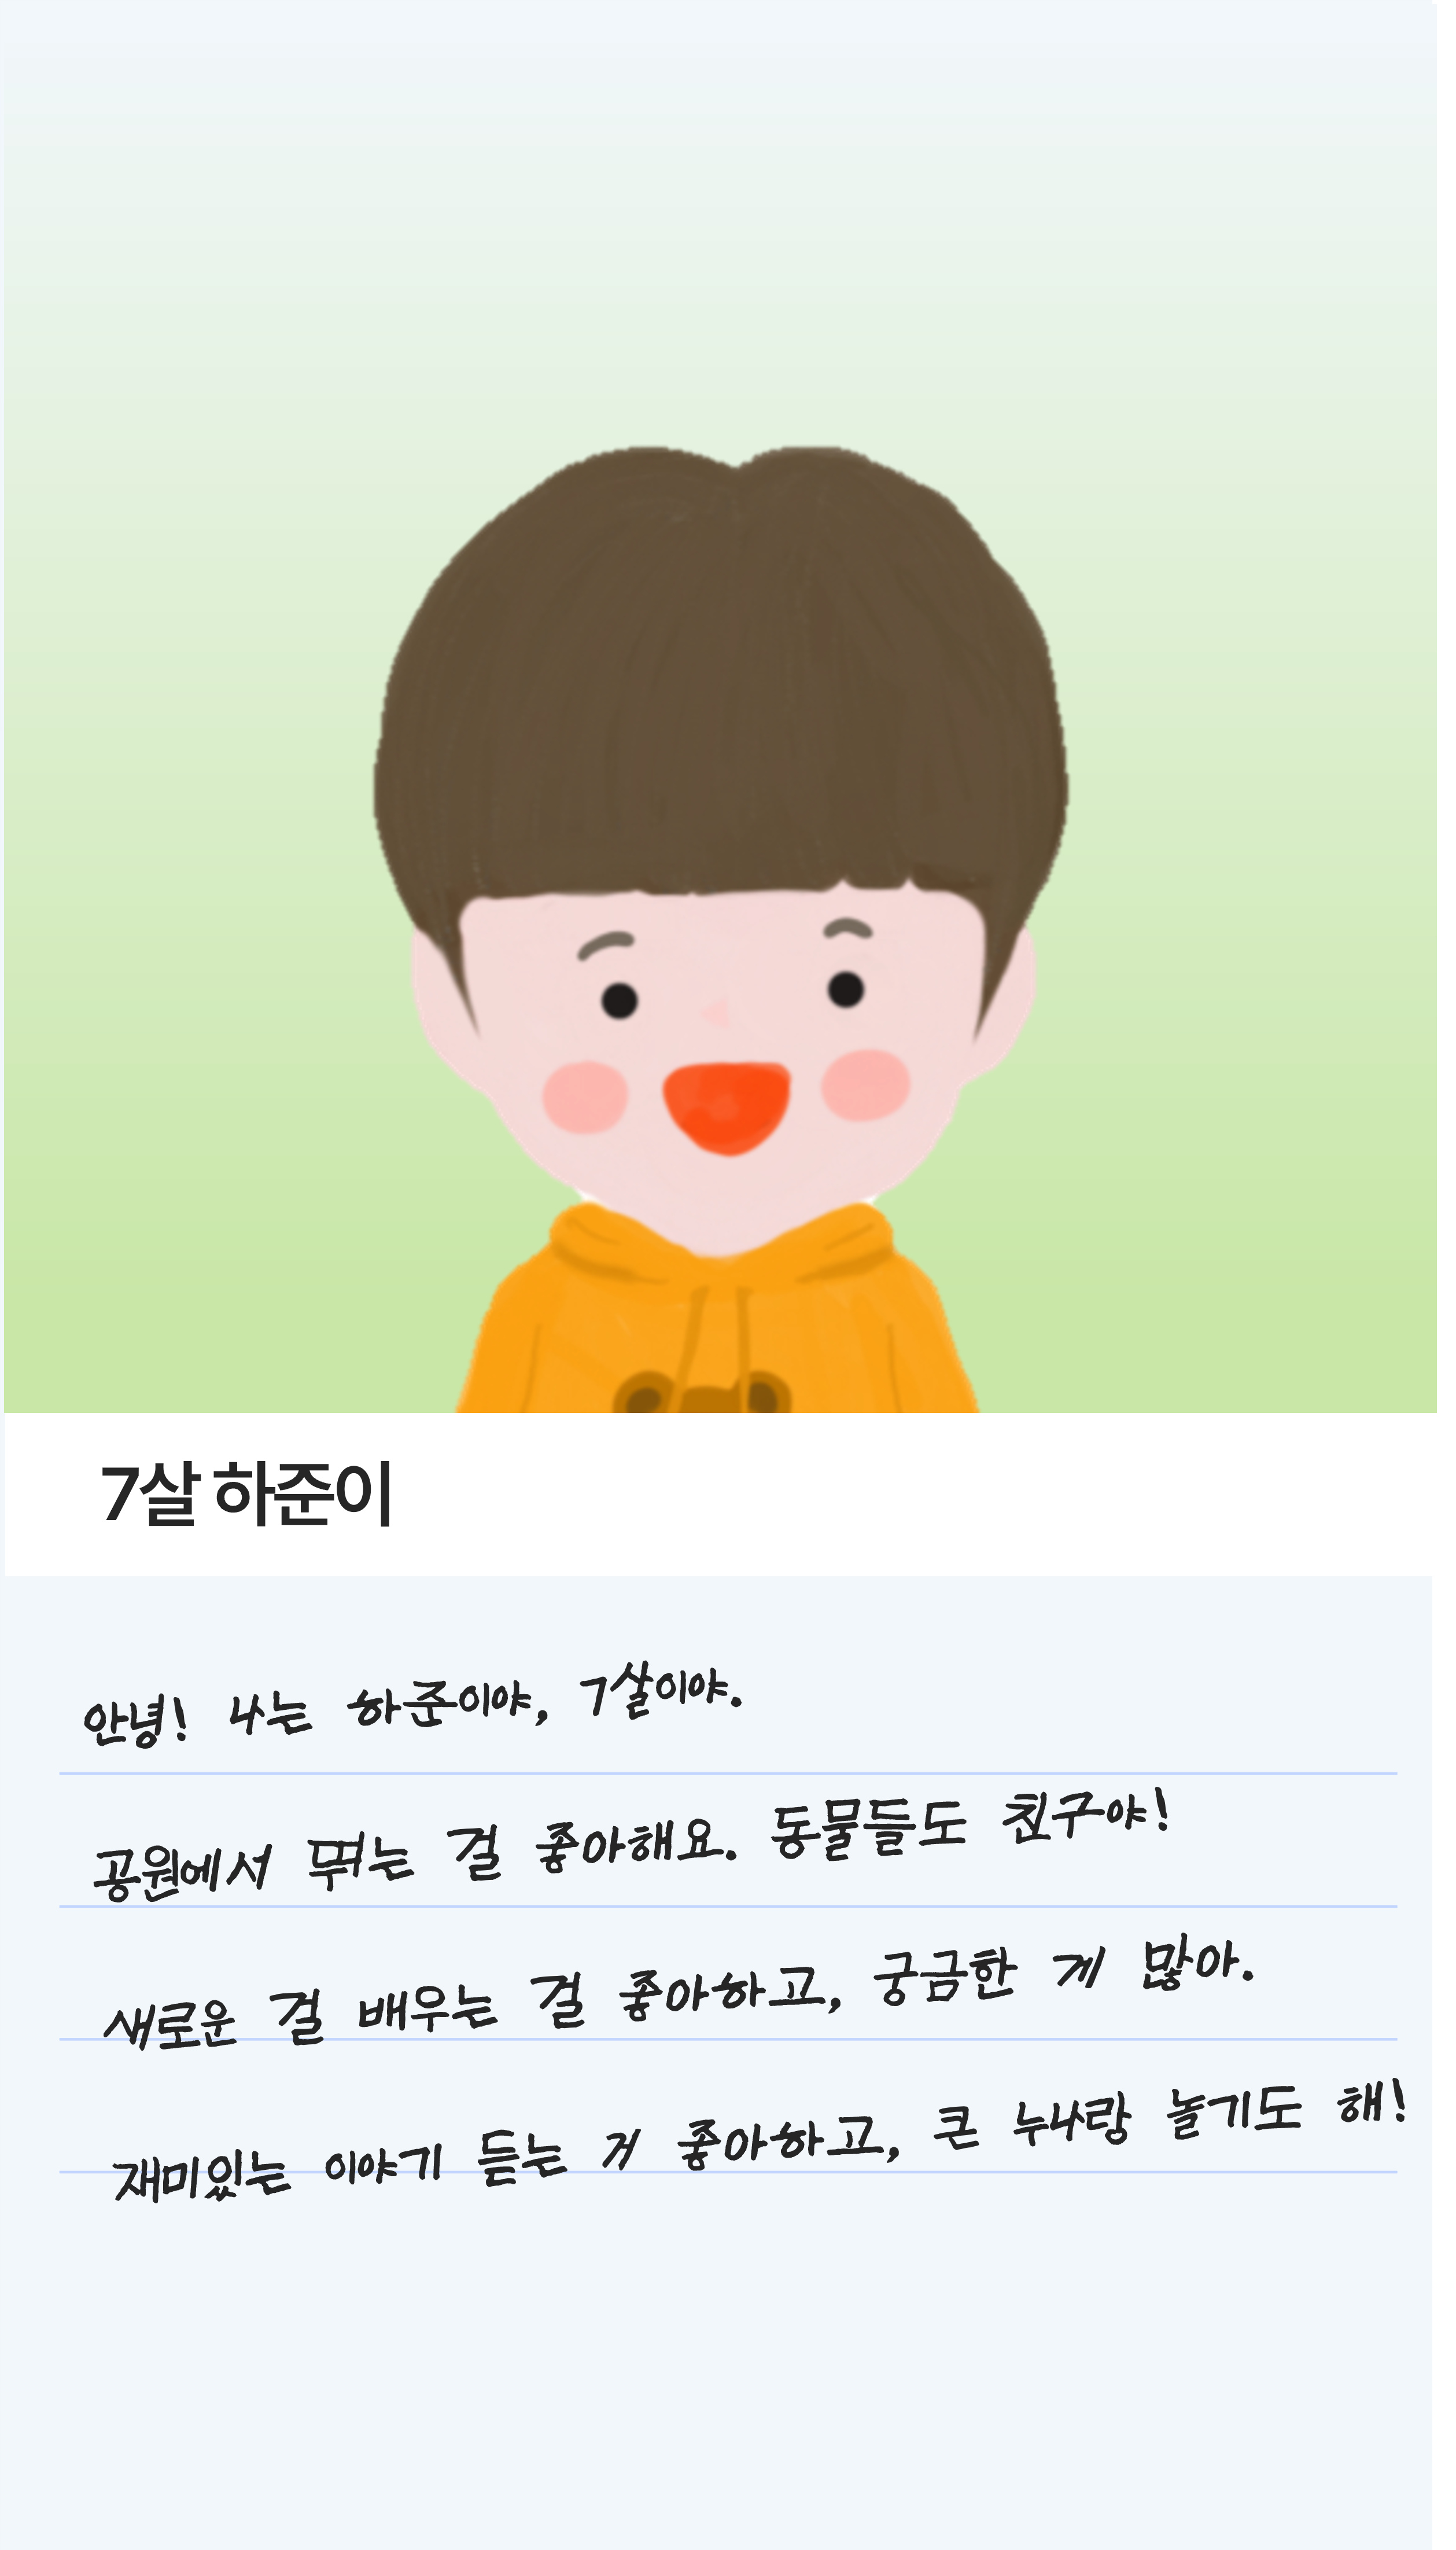 7살 하준이
안녕! 나는 하준이야, 7살이야.
공원에서 뛰는 걸 좋아해요. 동물들도 친구야!
새로운 걸 배우는 걸 좋아하고, 궁금한 게 많아.
재미있는 이야기 듣는 거 좋아하고, 큰 누나랑 놀기도 해!